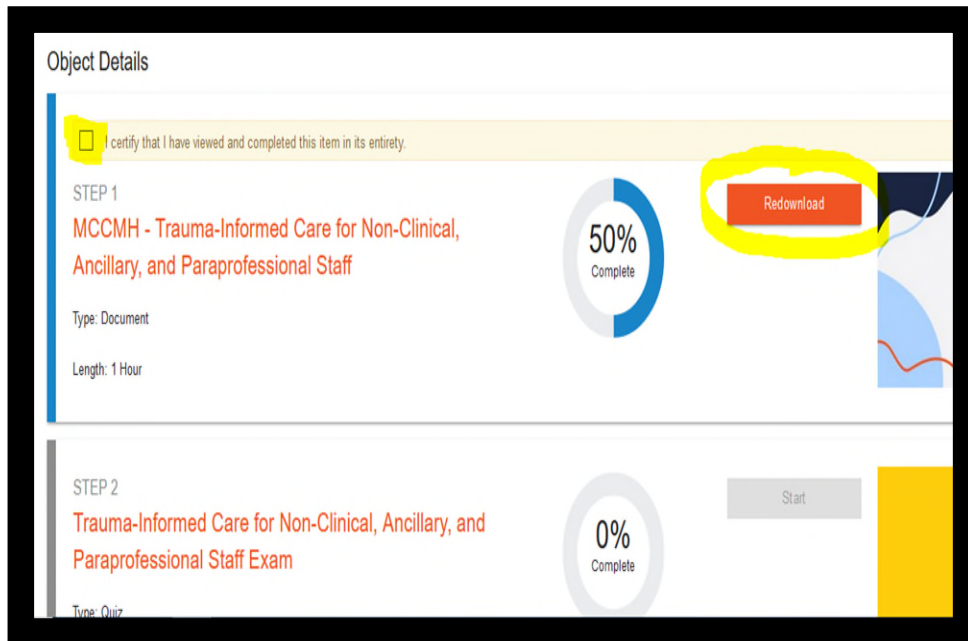 Object Details
I certify that I have viewed and completed this item in its entirety.
STEP 1
MCCMH - Trauma-Informed Care for Non-Clinical,
Ancillary, and Paraprofessional Staff
Type: Document
Length: 1 Hour
50%
Complete
Redownload
STEP 2
Trauma-Informed Care for Non-Clinical, Ancillary, and
Paraprofessional Staff Exam
Type: Quiz
0%
Complete
Start